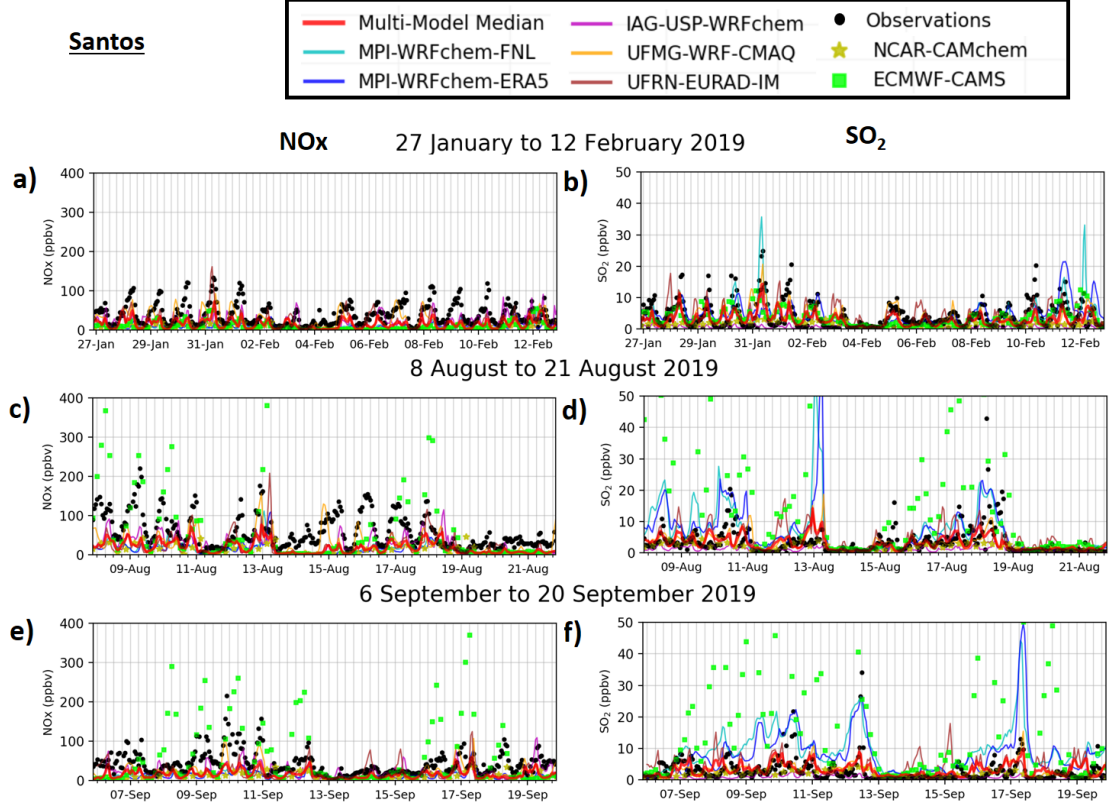 Santos
Multi-Model Median
MPI-WRFchem-FNL
MPI-WRFchem-ERA5
IAG-USP-WRFchem
UFMG-WRF-CMAQ
UFRN-EURAD-IM
Observations
NCAR-CAMchem
ECMWF-CAMS
NOx 27 January to 12 February 2019 SO2
a)
NOx (ppbv)
400
300
200
100
0
27-Jan 29-Jan 31-Jan 02-Feb 04-Feb 06-Feb 08-Feb 10-Feb 12-Feb
b)
SO2 (ppbv)
50
40
30
20
10
0
27-Jan 29-Jan 31-Jan 02-Feb 04-Feb 06-Feb 08-Feb 10-Feb 12-Feb
8 August to 21 August 2019
c)
NOx (ppbv)
400
300
200
100
0
09-Aug 11-Aug 13-Aug 15-Aug 17-Aug 19-Aug 21-Aug
d)
SO2 (ppbv)
50
40
30
20
10
0
09-Aug 11-Aug 13-Aug 15-Aug 17-Aug 19-Aug 21-Aug
6 September to 20 September 2019
e)
NOx (ppbv)
400
300
200
100
0
07-Sep 09-Sep 11-Sep 13-Sep 15-Sep 17-Sep 19-Sep
f)
SO2 (ppbv)
50
40
30
20
10
0
07-Sep 09-Sep 11-Sep 13-Sep 15-Sep 17-Sep 19-Sep